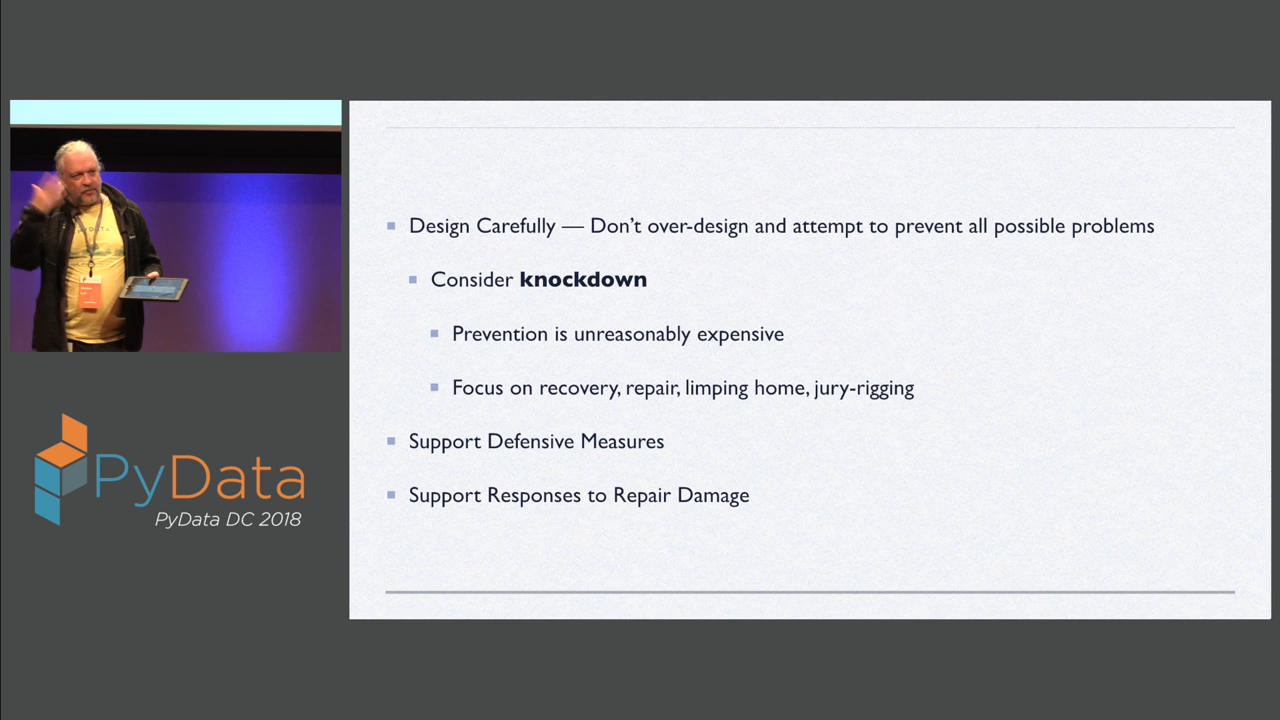 Design Carefully — Don’t over-design and attempt to prevent all possible problems
Consider knockdown
Prevention is unreasonably expensive
Focus on recovery, repair, limping home, jury-rigging
Support Defensive Measures
Support Responses to Repair Damage
PyData
PyData DC 2018